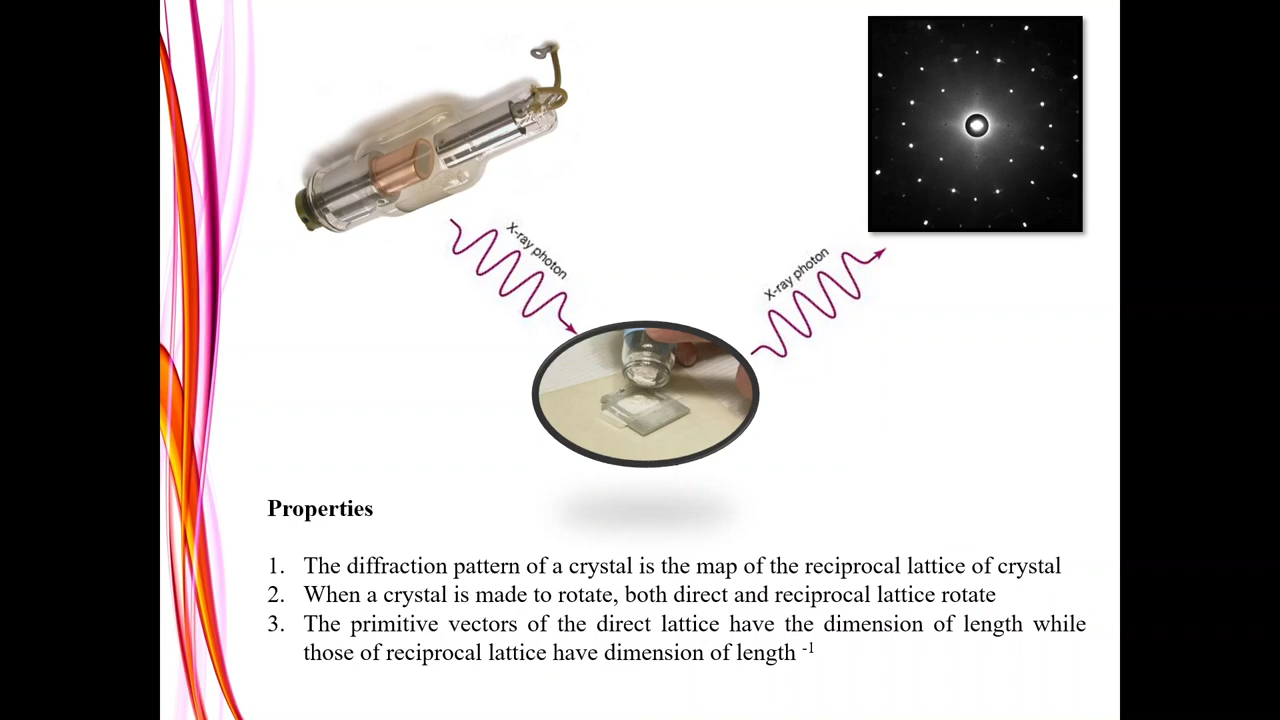 X-ray photon
X-ray photon
Properties
1. The diffraction pattern of a crystal is the map of the reciprocal lattice of crystal
2. When a crystal is made to rotate, both direct and reciprocal lattice rotate
3. The primitive vectors of the direct lattice have the dimension of length while
those of reciprocal lattice have dimension of length -1